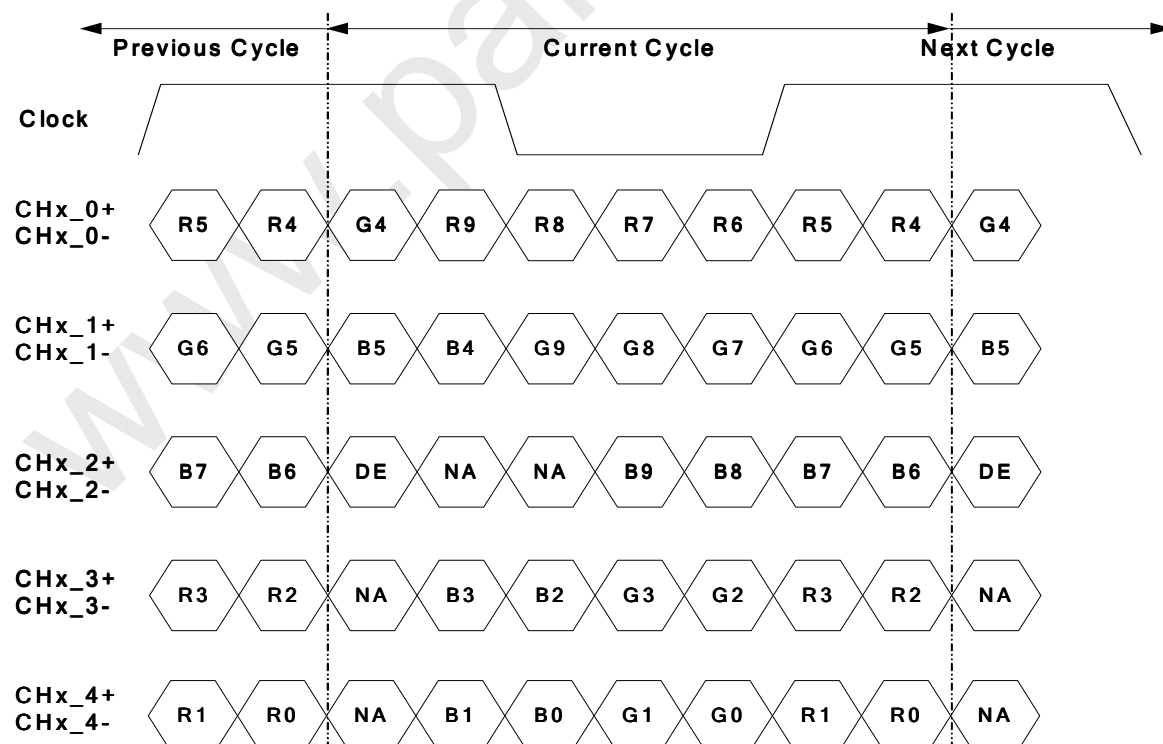 Previous Cycle Current Cycle Next Cycle
Clock
CHx_0+
CHx_0-
R5 R4 G4 R9 R8 R7 R6 R5 R4 G4
CHx_1+
CHx_1-
G6 G5 B5 B4 G9 G8 G7 G6 G5 B5
CHx_2+
CHx_2-
B7 B6 DE NA NA B9 B8 B7 B6 DE
CHx_3+
CHx_3-
R3 R2 NA B3 B2 G3 G2 R3 R2 NA
CHx_4+
CHx_4-
R1 R0 NA B1 B0 G1 G0 R1 R0 NA
www.pa